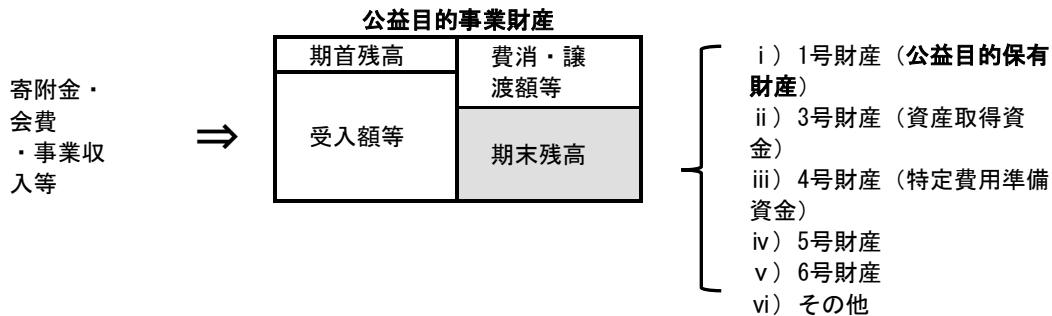 公益目的事業財産
寄附金・
会費
・事業収
入等
⇒
期首残高
受入額等
費消・譲
渡額等
期末残高
ⅰ) 1号財産(公益目的保有
財産)
ⅱ) 3号財産(資産取得資
金)
ⅲ) 4号財産(特定費用準備
資金)
ⅳ) 5号財産
ⅴ) 6号財産
ⅵ) その他